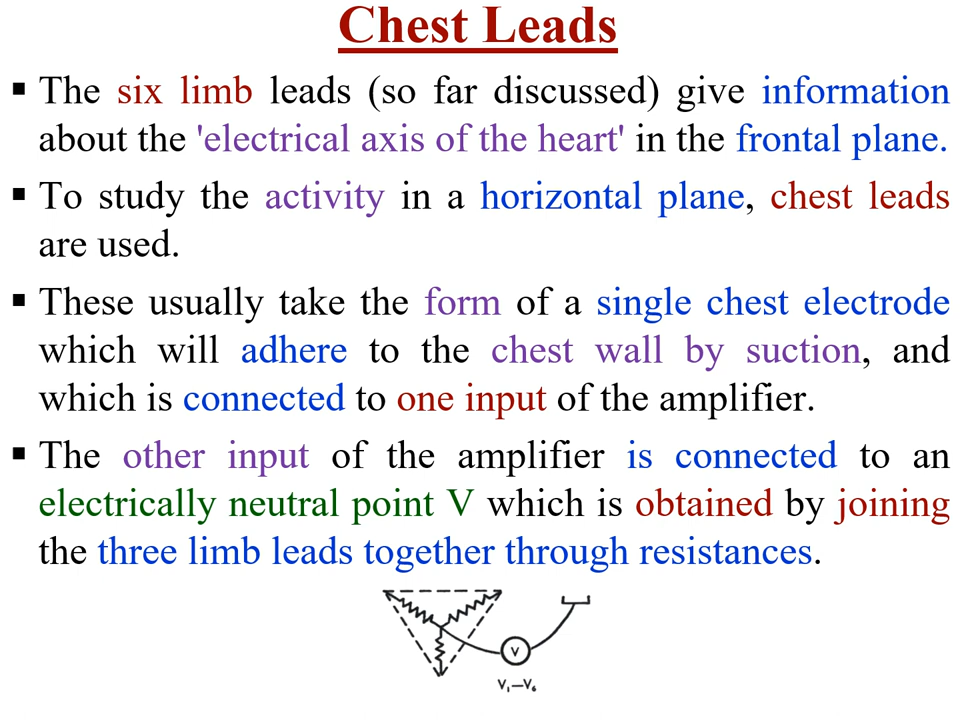 Chest Leads
▪ The six limb leads (so far discussed) give information
about the 'electrical axis of the heart' in the frontal plane.
▪ To study the activity in a horizontal plane, chest leads
are used.
▪ These usually take the form of a single chest electrode
which will adhere to the chest wall by suction, and
which is connected to one input of the amplifier.
▪ The other input of the amplifier is connected to an
electrically neutral point V which is obtained by joining
the three limb leads together through resistances.
V
V₁–V₆